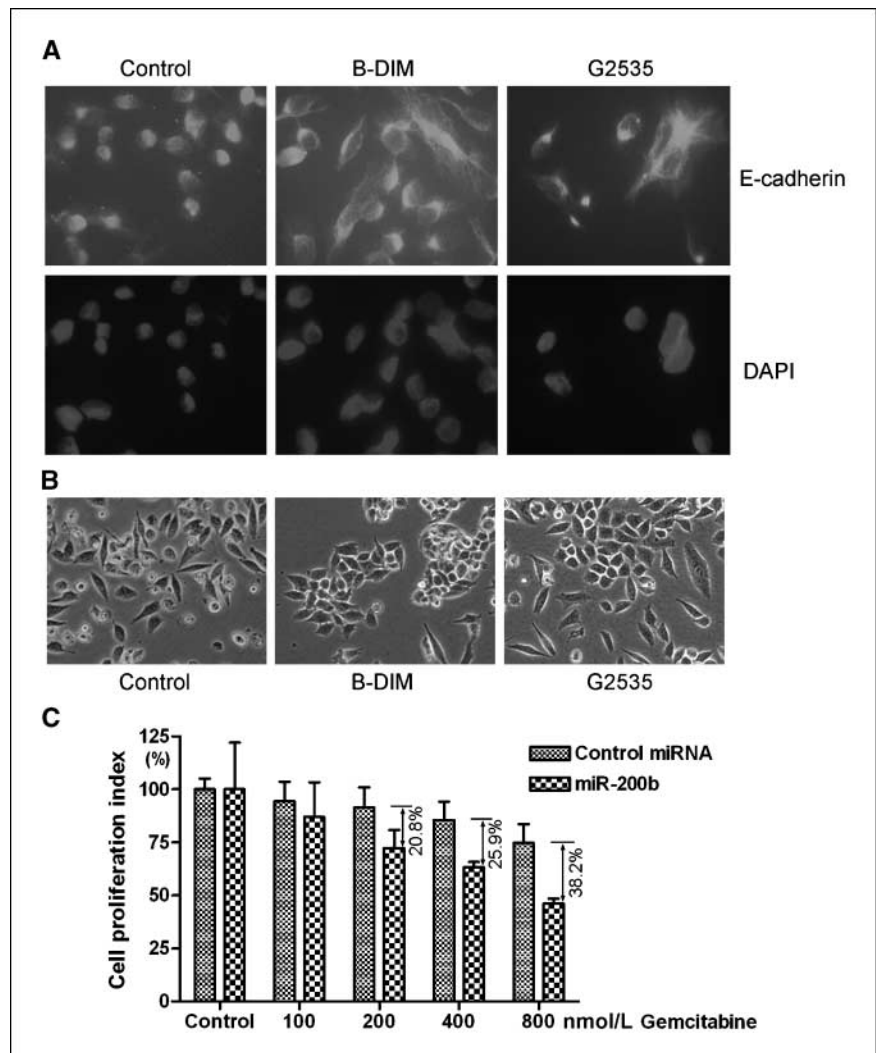 A
Control B-DIM G2535
E-cadherin
DAPI
B
Control B-DIM G2535
C
Cell proliferation index
(%)
125
100
75
50
25
0
Control miRNA
miR-200b
20.8%
25.9%
38.2%
Control 100 200 400 800 nmol/L Gemcitabine